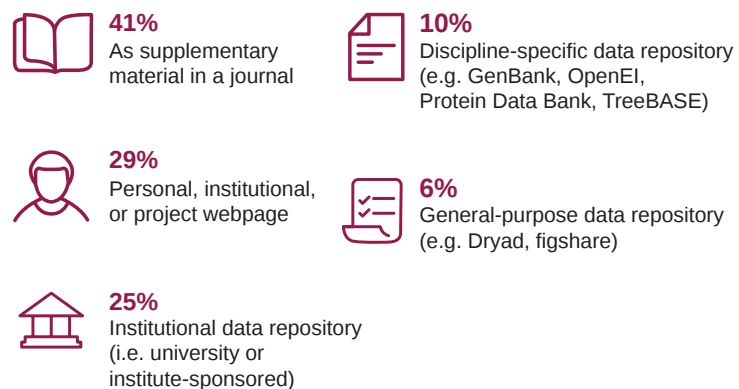 41%
As supplementary
material in a journal
29%
Personal, institutional,
or project webpage
25%
Institutional data repository
(i.e. university or
institute-sponsored)
10%
Discipline-specific data repository
(e.g. GenBank, OpenEI,
Protein Data Bank, TreeBASE)
6%
General-purpose data repository
(e.g. Dryad, figshare)